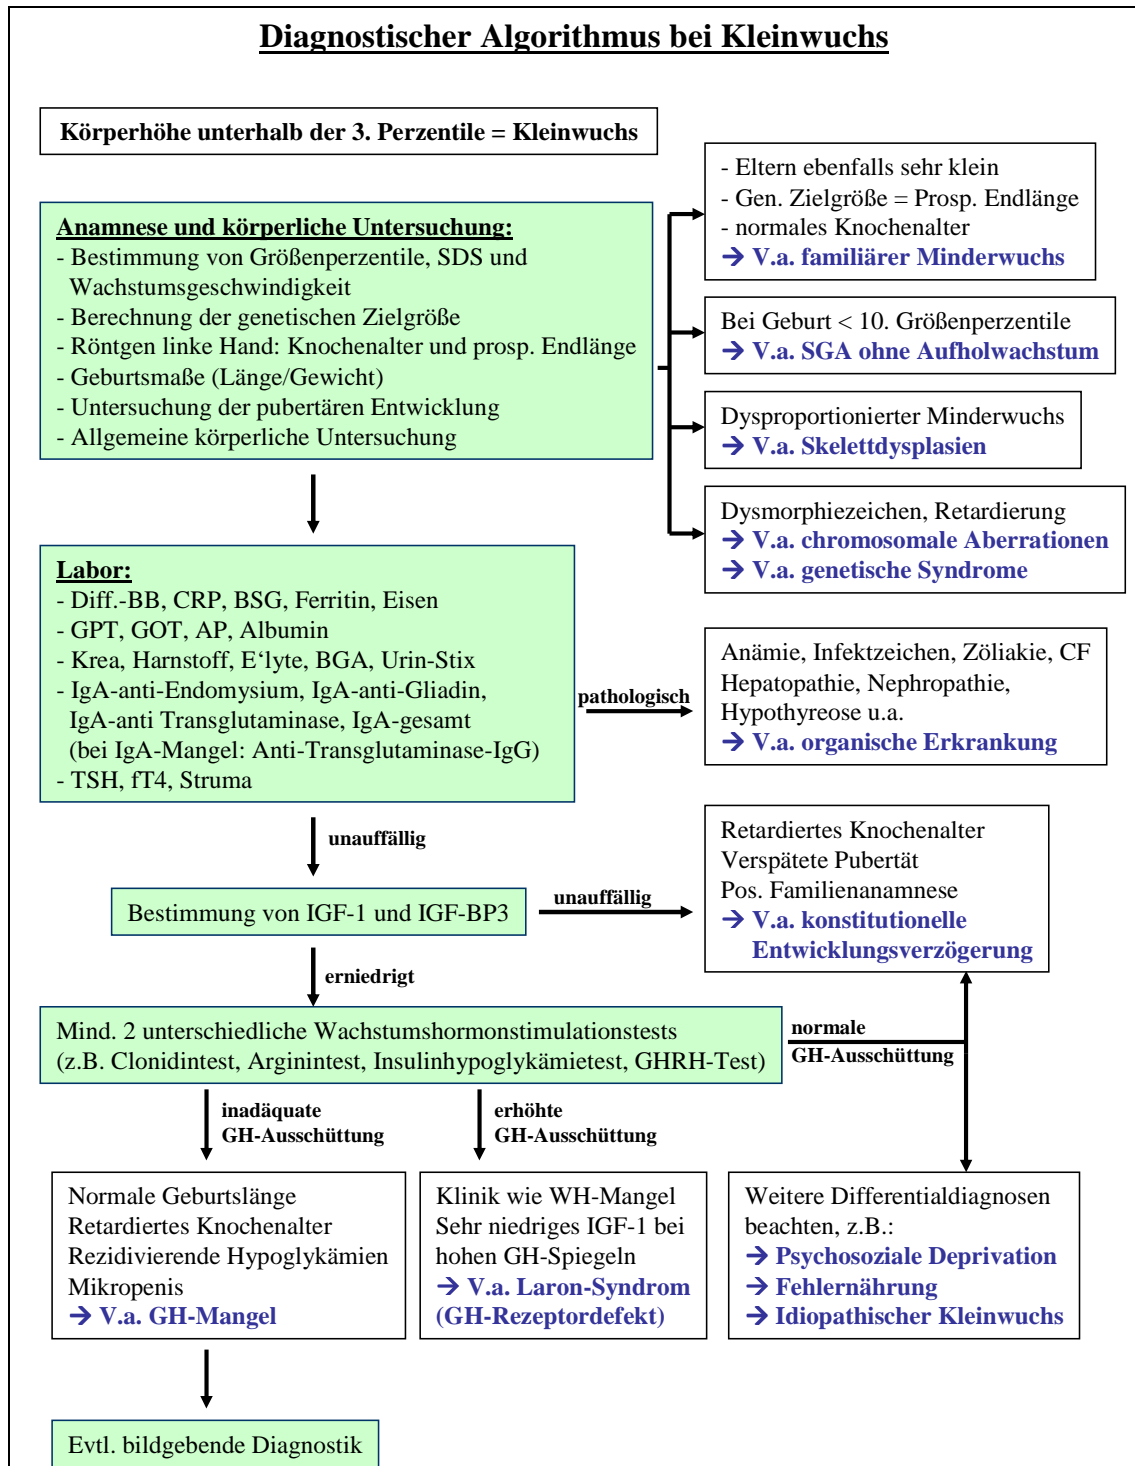 Diagnostischer Algorithmus bei Kleinwuchs
Körperhöhe unterhalb der 3. Perzentile = Kleinwuchs
Anamnese und körperliche Untersuchung:
- Bestimmung von Größenperzentile, SDS und
Wachstumsgeschwindigkeit
- Berechnung der genetischen Zielgröße
- Röntgen linke Hand: Knochenalter und prosp. Endlänge
- Geburtsmaße (Länge/Gewicht)
- Untersuchung der pubertären Entwicklung
- Allgemeine körperliche Untersuchung
- Eltern ebenfalls sehr klein
- Gen. Zielgröße = Prosp. Endlänge
- normales Knochenalter
→ V.a. familiärer Minderwuchs
Bei Geburt < 10. Größenperzentile
→ V.a. SGA ohne Aufholwachstum
Dysproportionierter Minderwuchs
→ V.a. Skelettdysplasien
Dysmorphiezeichen, Retardierung
→ V.a. chromosomale Aberrationen
→ V.a. genetische Syndrome
Labor:
- Diff.-BB, CRP, BSG, Ferritin, Eisen
- GPT, GOT, AP, Albumin
- Krea, Harnstoff, E‘lyte, BGA, Urin-Stix
- IgA-anti-Endomysium, IgA-anti-Gliadin,
IgA-anti Transglutaminase, IgA-gesamt
(bei IgA-Mangel: Anti-Transglutaminase-IgG)
- TSH, fT4, Struma
pathologisch
Anämie, Infektzeichen, Zöliakie, CF
Hepatopathie, Nephropathie,
Hypothyreose u.a.
→ V.a. organische Erkrankung
unauffällig
Bestimmung von IGF-1 und IGF-BP3
unauffällig
Retardiertes Knochenalter
Verspätete Pubertät
Pos. Familienanamnese
→ V.a. konstitutionelle
Entwicklungsverzögerung
erniedrigt
Mind. 2 unterschiedliche Wachstumshormonstimulationstests
(z.B. Clonidintest, Arginintest, Insulinhypoglykämietest, GHRH-Test)
normale
GH-Ausschüttung
inadäquate
GH-Ausschüttung
erhöhte
GH-Ausschüttung
Normale Geburtslänge
Retardiertes Knochenalter
Rezidivierende Hypoglykämien
Mikropenis
→ V.a. GH-Mangel
Klinik wie WH-Mangel
Sehr niedriges IGF-1 bei
hohen GH-Spiegeln
→ V.a. Laron-Syndrom
(GH-Rezeptordefekt)
Weitere Differentialdiagnosen
beachten, z.B.:
→ Psychosoziale Deprivation
→ Fehlernährung
→ Idiopathischer Kleinwuchs
Evtl. bildgebende Diagnostik